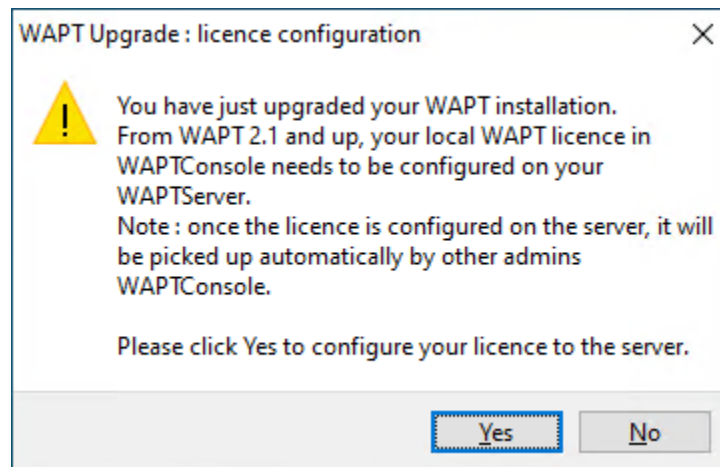 WAPT Upgrade : licence configuration
You have just upgraded your WAPT installation.
From WAPT 2.1 and up, your local WAPT licence in
WAPTConsole needs to be configured on your
WAPTServer.
Note : once the licence is configured on the server, it will
be picked up automatically by other admins
WAPTConsole.
Please click Yes to configure your licence to the server.
Yes
No